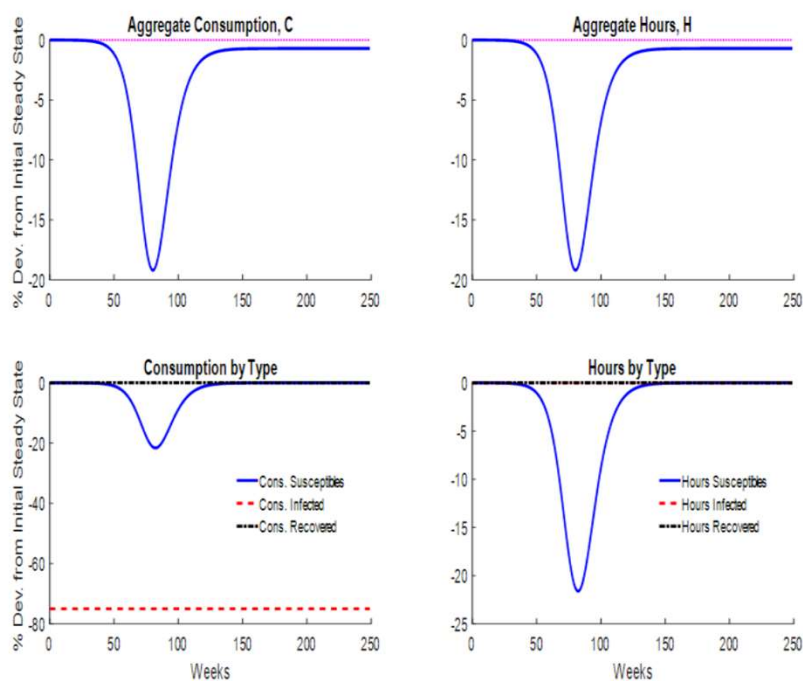 Aggregate Consumption, C
% Dev. from Initial Steady State
0
-5
-10
-15
-20
0 50 100 150 200 250
Aggregate Hours, H
0
-5
-10
-15
-20
0 50 100 150 200 250
Consumption by Type
% Dev. from Initial Steady State
0
-20
-40
-60
-80
Cons. Susceptibles
Cons. Infected
Cons. Recovered
0 50 100 150 200 250
Weeks
Hours by Type
0
-5
-10
-15
-20
-25
Hours Susceptibles
Hours Infected
Hours Recovered
0 50 100 150 200 250
Weeks